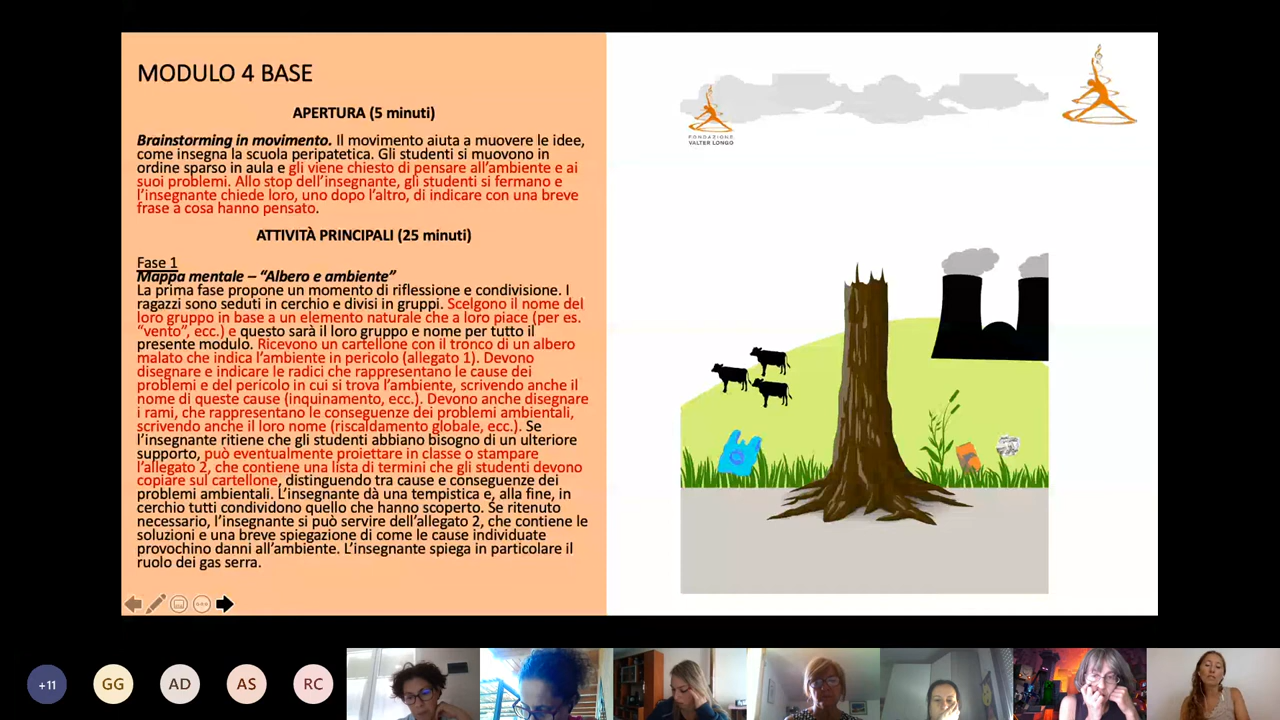 MODULO 4 BASE
APERTURA (5 minuti)
Brainstorming in movimento. Il movimento aiuta a muovere le idee,
come insegna la scuola peripatetica. Gli studenti si muovono in
ordine sparso in aula e gli viene chiesto di pensare all'ambiente e ai
suoi problemi. Allo stop dell'insegnante, gli studenti si fermano e
l'insegnante chiede loro, uno dopo l'altro, di indicare con una breve
frase a cosa hanno pensato.
ATTIVITÀ PRINCIPALI (25 minuti)
Fase 1
Mappa mentale – “Albero e ambiente”
La prima fase propone un momento di riflessione e condivisione. I
ragazzi sono seduti in cerchio e divisi in gruppi. Scelgono il nome del
loro gruppo in base a un elemento naturale che a loro piace (per es.
“vento”, ecc.) e questo sarà il loro gruppo e nome per tutto il
presente modulo. Ricevono un cartellone con il tronco di un albero
malato che indica l'ambiente in pericolo (allegato 1). Devono
disegnare e indicare le radici che rappresentano le cause dei
problemi e del pericolo in cui si trova l'ambiente, scrivendo anche il
nome di queste cause (inquinamento, ecc.). Devono anche disegnare
i rami, che rappresentano le conseguenze dei problemi ambientali,
scrivendo anche il loro nome (riscaldamento globale, ecc.). Se
l'insegnante ritiene che gli studenti abbiano bisogno di un ulteriore
supporto, può eventualmente proiettare in classe o stampare
l'allegato 2, che contiene una lista di termini che gli studenti devono
copiare sul cartellone, distinguendo tra cause e conseguenze dei
problemi ambientali. L'insegnante dà una tempistica e, alla fine, in
cerchio tutti condividono quello che hanno scoperto. Se ritenuto
necessario, l'insegnante si può servire dell'allegato 2, che contiene le
soluzioni e una breve spiegazione di come le cause individuate
provochino danni all'ambiente. L'insegnante spiega in particolare il
ruolo dei gas serra.
FONDAZIONE
VALTER LONGO
+11
GG
AD
AS
RC